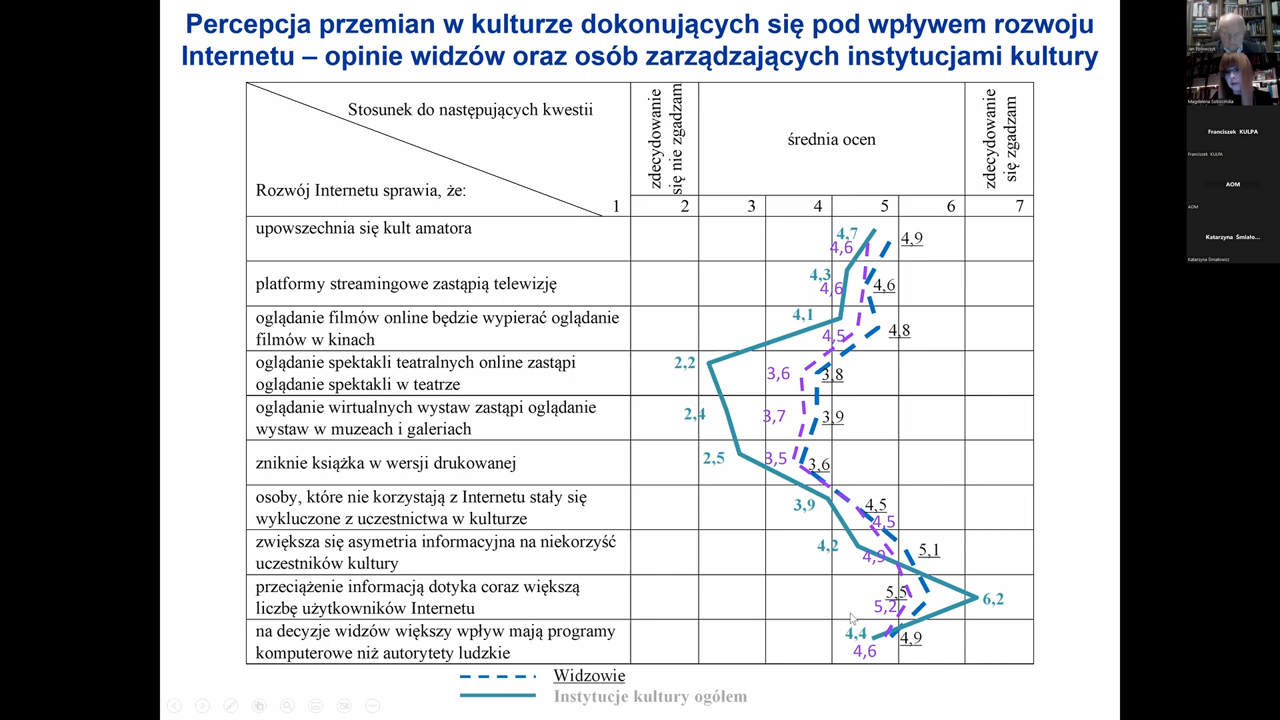 Percepcja przemian w kulturze dokonujących się pod wpływem rozwoju
Internetu – opinie widzów oraz osób zarządzających instytucjami kultury
Stosunek do następujących kwestii
Rozwój Internetu sprawia, że:
zdecydowanie
się nie zgadzam
średnia ocen
zdecydowanie
się zgadzam
1 2 3 4 5 6 7
upowszechnia się kult amatora
4,7 4,6 4,9
platformy streamingowe zastąpią telewizję
4,3 4,6 4,6
oglądanie filmów online będzie wypierać oglądanie
filmów w kinach
4,1 4,5 4,8
oglądanie spektakli teatralnych online zastąpi
oglądanie spektakli w teatrze
2,2 3,6 3,8
oglądanie wirtualnych wystaw zastąpi oglądanie
wystaw w muzeach i galeriach
2,4 3,7 3,9
zniknie książka w wersji drukowanej
2,5 3,5 3,6
osoby, które nie korzystają z Internetu stały się
wykluczone z uczestnictwa w kulturze
3,9 4,5 4,5
zwiększa się asymetria informacyjna na niekorzyść
uczestników kultury
4,2 4,9 5,1
przeciążenie informacją dotyka coraz większą
liczbę użytkowników Internetu
5,5 5,2 6,2
na decyzje widzów większy wpływ mają programy
komputerowe niż autorytety ludzkie
4,4 4,6 4,9
Widzowie
Instytucje kultury ogółem
Magdalena Sobocińska
Franciszek KULPA
Franciszek KULPA
AOM
AOM
Katarzyna Śmiało...
Katarzyna Śmiałowicz